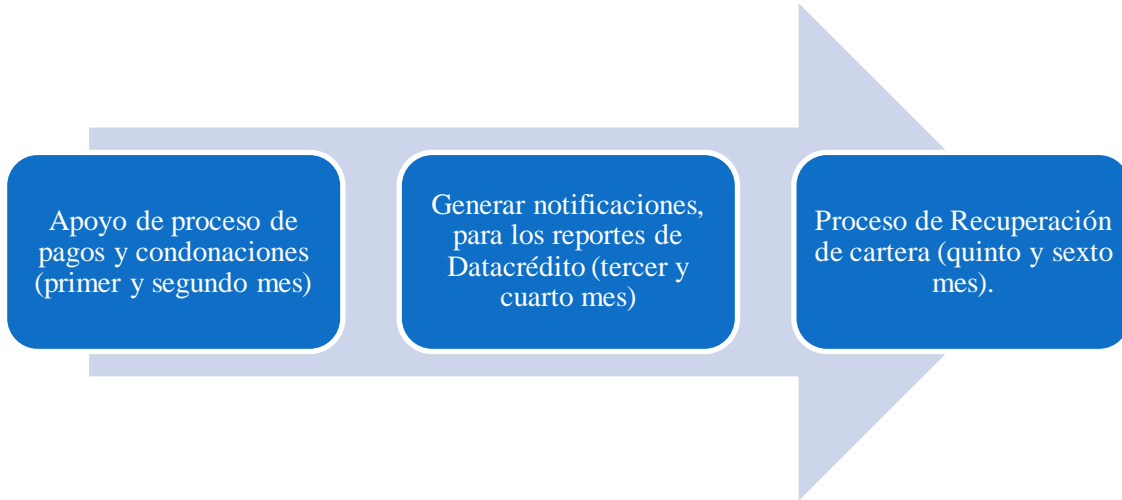 Apoyo de proceso de
pagos y condonaciones
(primer y segundo mes)
Generar notificaciones,
para los reportes de
Datacrédito (tercer y
cuarto mes)
Proceso de Recuperación
de cartera (quinto y sexto
mes).